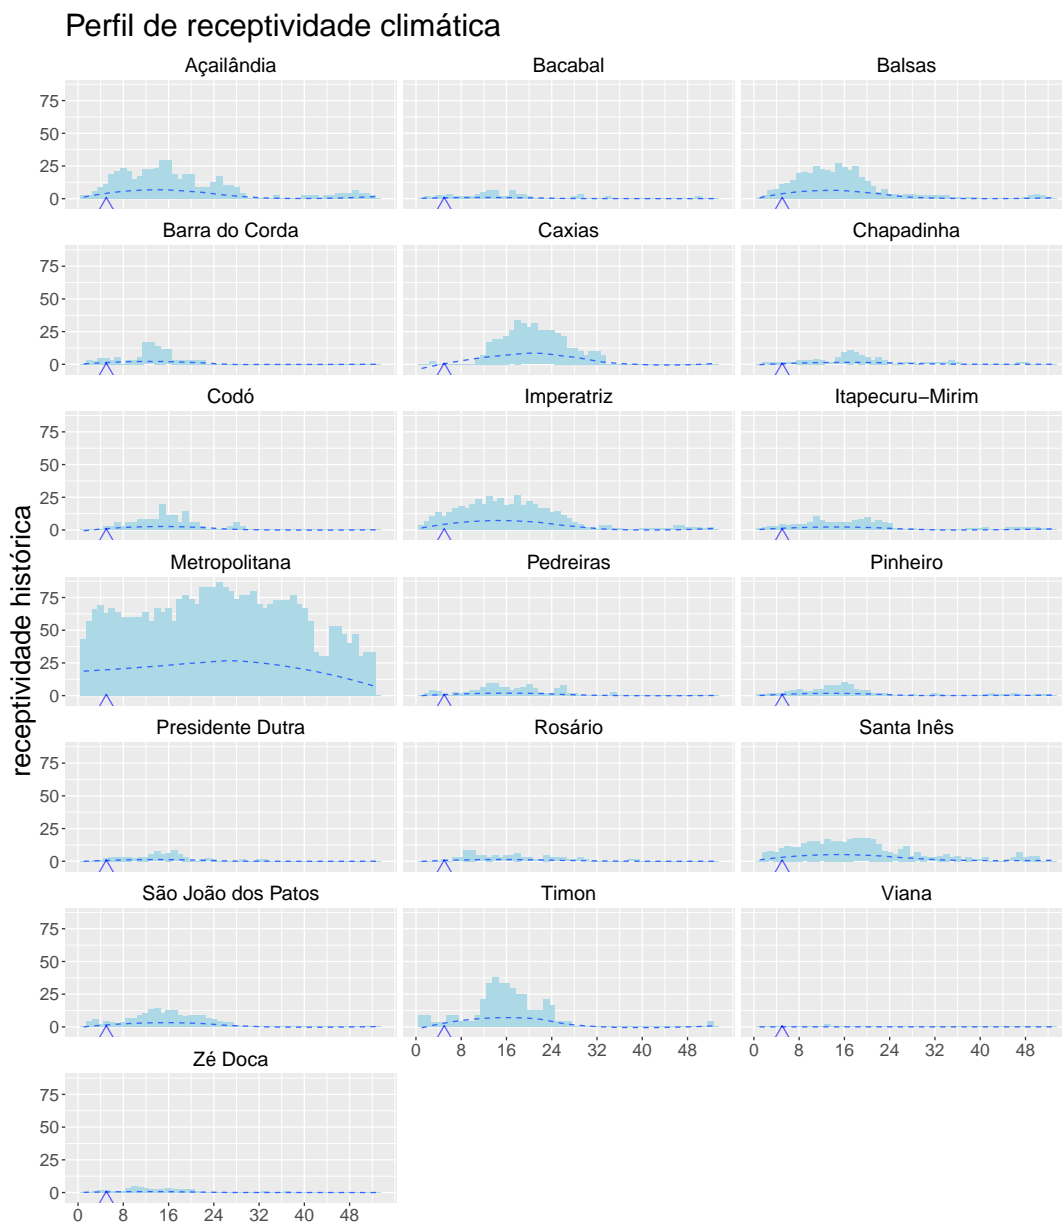 Perfil de receptividade climática
Açailândia Bacabal Balsas
75
50
25
0
Barra do Corda Caxias Chapadinha
75
50
25
0
Codó Imperatriz Itapecuru−Mirim
75
50
25
0
Metropolitana Pedreiras Pinheiro
75
50
25
0
receptividade histórica
Presidente Dutra Rosário Santa Inês
75
50
25
0
São João dos Patos Timon Viana
75
50
25
0
0 8 16 24 32 40 48 0 8 16 24 32 40 48
Zé Doca
75
50
25
0
0 8 16 24 32 40 48